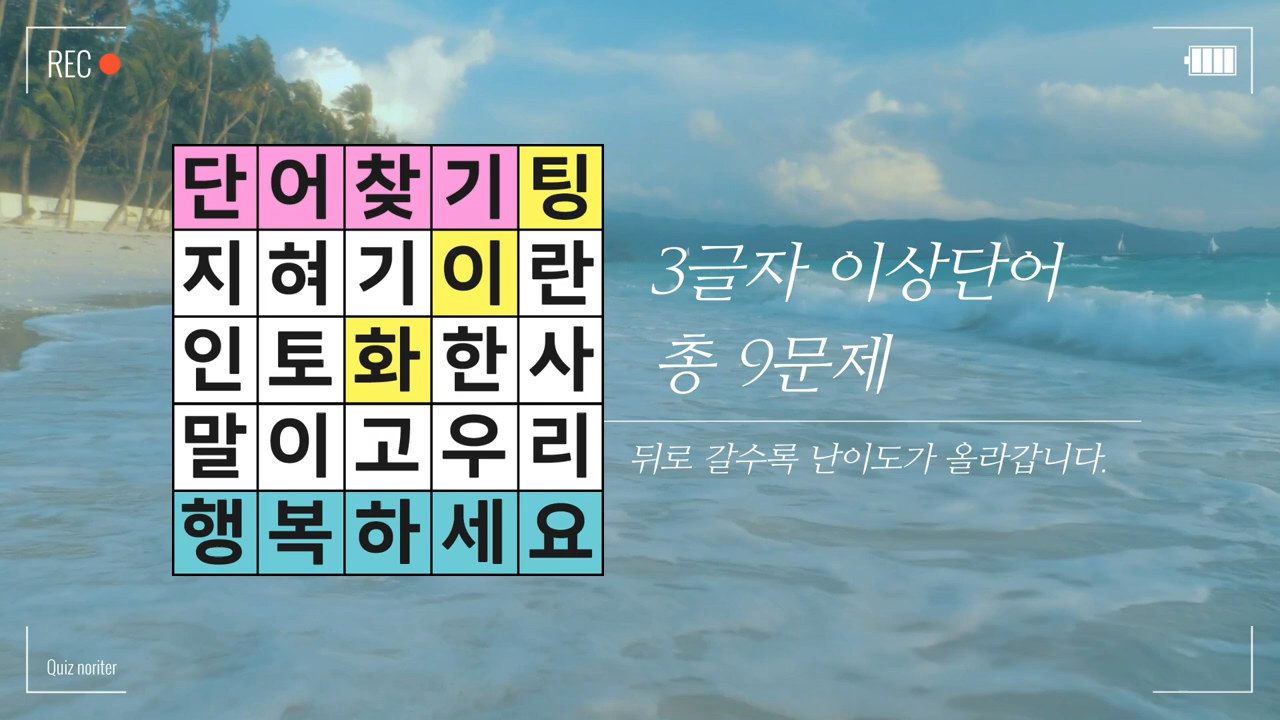 REC
단어찾기팅
지혀기이란
인토화한사
말이고우리
행복하세요
3글자 이상단어
총 9문제
뒤로 갈수록 난이도가 올라갑니다.
Quiz noriter